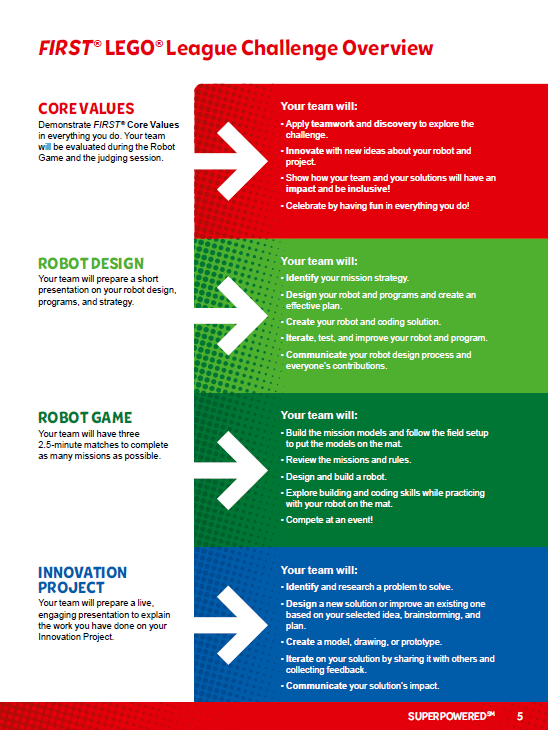 FIRST® LEGO® League Challenge Overview
CORE VALUES
Demonstrate FIRST® Core Values
in everything you do. Your team
will be evaluated during the Robot
Game and the judging session.
Your team will:
- Apply teamwork and discovery to explore the
challenge.
- Innovate with new ideas about your robot and
project.
- Show how your team and your solutions will have an
impact and be inclusive!
- Celebrate by having fun in everything you do!
ROBOT DESIGN
Your team will prepare a short
presentation on your robot design,
programs, and strategy.
Your team will:
- Identify your mission strategy.
- Design your robot and programs and create an
effective plan.
- Create your robot and coding solution.
- Iterate, test, and improve your robot and program.
- Communicate your robot design process and
everyone's contributions.
ROBOT GAME
Your team will have three
2.5-minute matches to complete
as many missions as possible.
Your team will:
- Build the mission models and follow the field setup
to put the models on the mat.
- Review the missions and rules.
- Design and build a robot.
- Explore building and coding skills while practicing
with your robot on the mat.
- Compete at an event!
INNOVATION
PROJECT
Your team will prepare a live,
engaging presentation to explain
the work you have done on your
Innovation Project.
Your team will:
- Identify and research a problem to solve.
- Design a new solution or improve an existing one
based on your selected idea, brainstorming, and
plan.
- Create a model, drawing, or prototype.
- Iterate on your solution by sharing it with others and
collecting feedback.
- Communicate your solution's impact.
SUPERPOWERED℠ 5